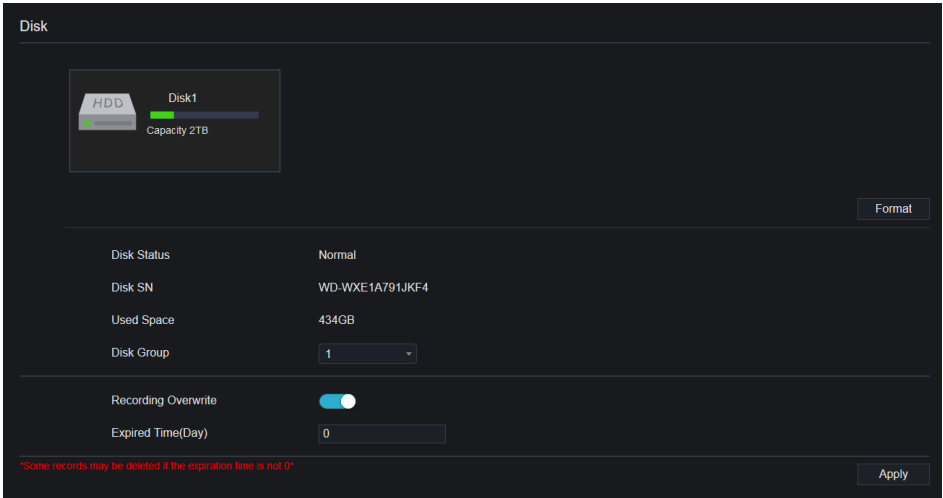 Disk
HDD
Disk1
Capacity 2TB
Format
Disk Status Normal
Disk SN WD-WXE1A791JKF4
Used Space 434GB
Disk Group 1
Recording Overwrite
Expired Time(Day) 0
*Some records may be deleted if the expiration time is not 0*
Apply